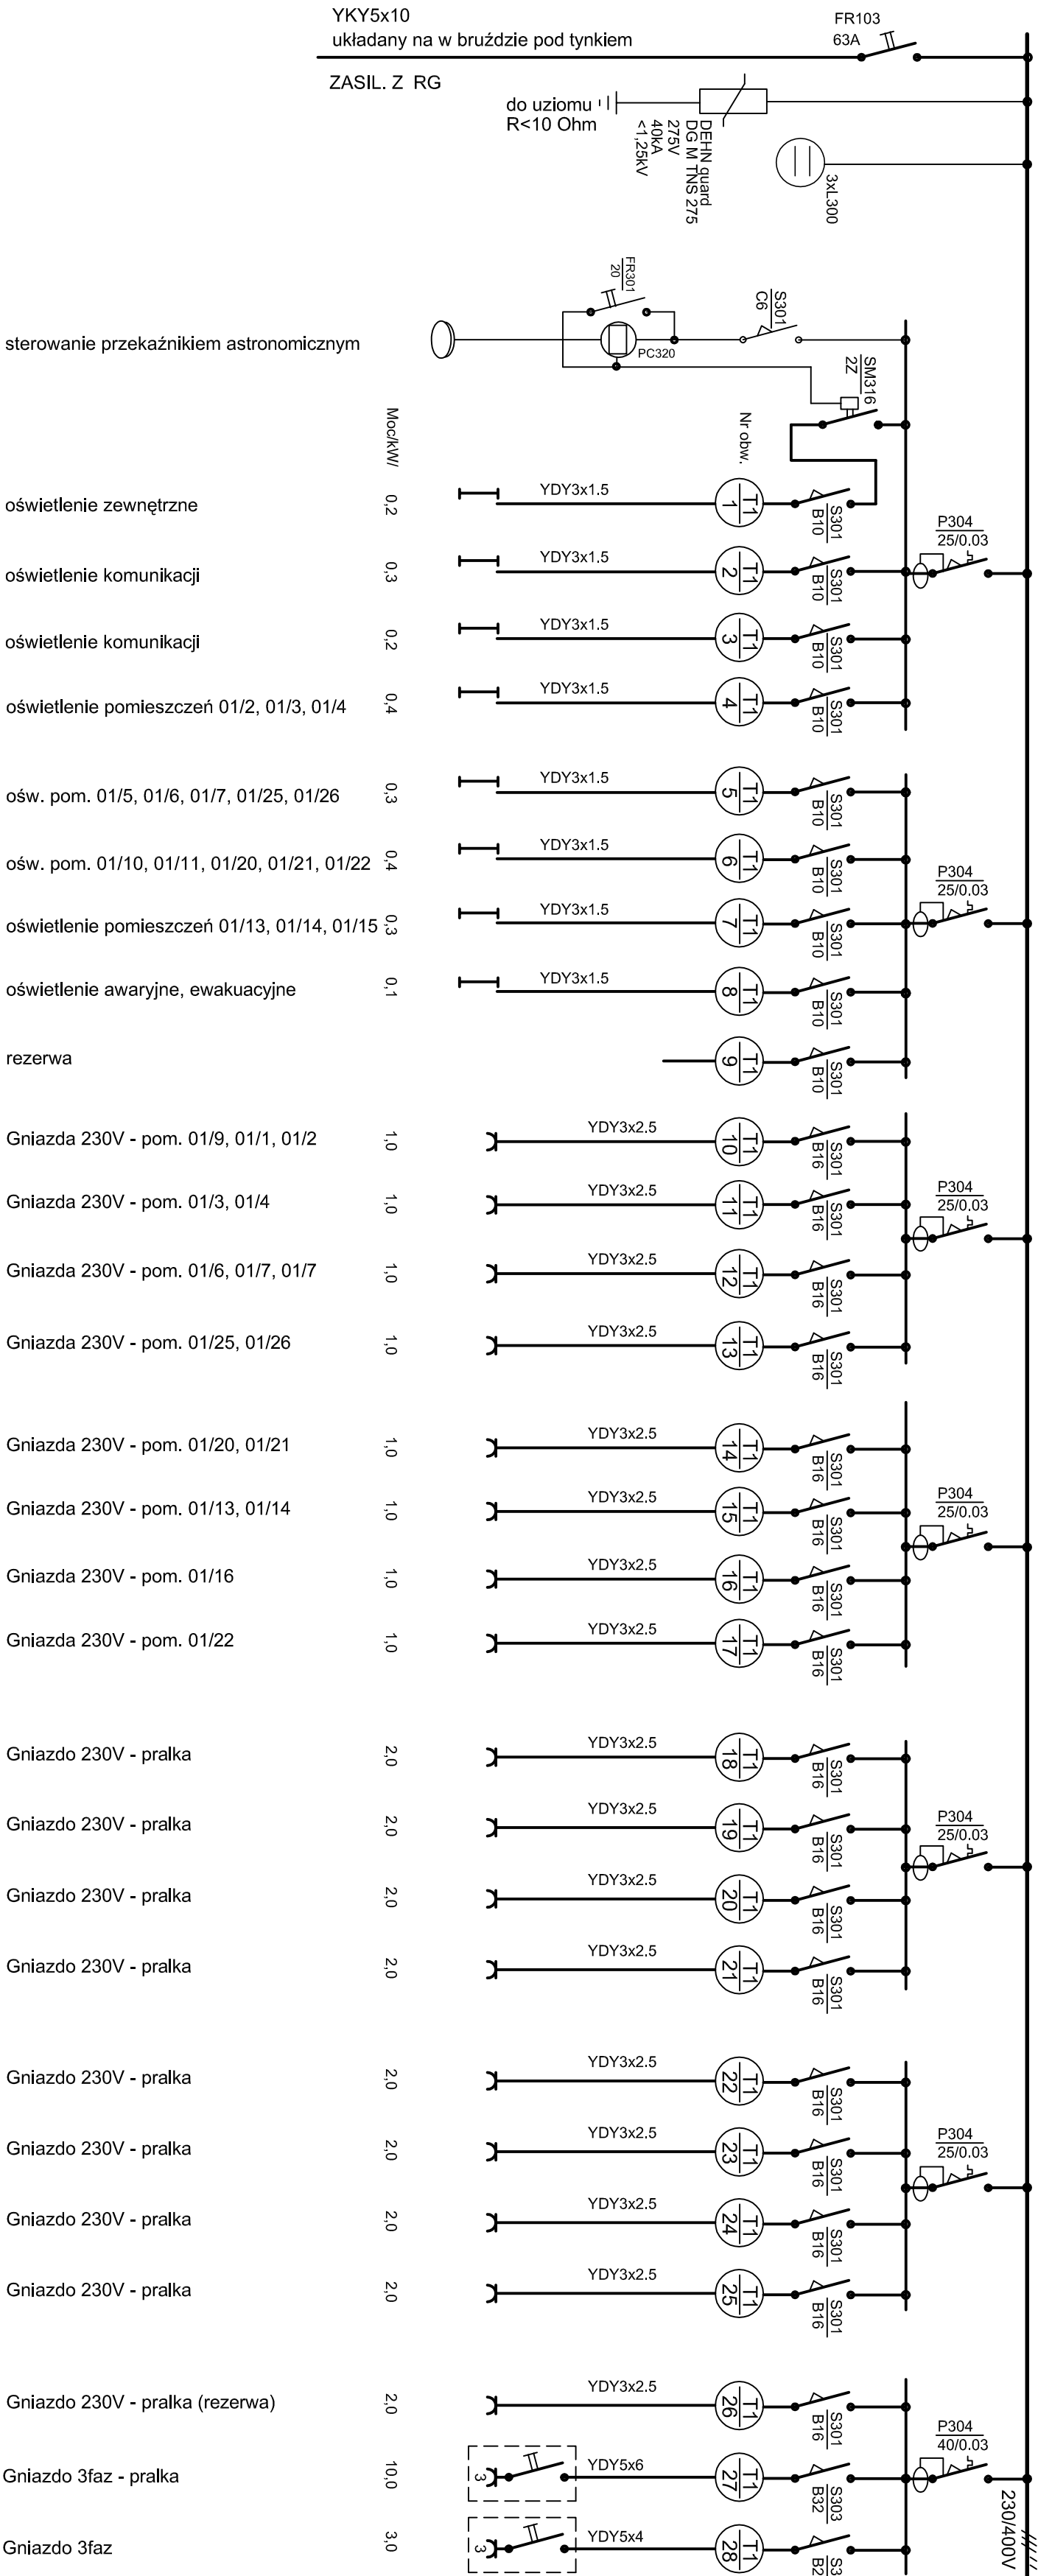 YKY5x10
układany na w bruździe pod tynkiem
FR103
63A
ZASIL. Z RG
do uziomu
R<10 Ohm
DEHN quard
DG M TNS 275
275V
40kA
<1,25kV
3xL300
FR301
20
S301
C6
PC320
sterowanie przekaźnikiem astronomicznym
SM316
2Z
Moc/kW/
Nr obw.
oświetlenie zewnętrzne 0,2 YDY3x1.5 T1 1 S301 B10
P304
25/0.03
oświetlenie komunikacji 0,3 YDY3x1.5 T1 2 S301 B10
oświetlenie komunikacji 0,2 YDY3x1.5 T1 3 S301 B10
oświetlenie pomieszczeń 01/2, 01/3, 01/4 0,4 YDY3x1.5 T1 4 S301 B10
ośw. pom. 01/5, 01/6, 01/7, 01/25, 01/26 0,3 YDY3x1.5 T1 5 S301 B10
ośw. pom. 01/10, 01/11, 01/20, 01/21, 01/22 0,4 YDY3x1.5 T1 6 S301 B10
P304
25/0.03
oświetlenie pomieszczeń 01/13, 01/14, 01/15 0,3 YDY3x1.5 T1 7 S301 B10
oświetlenie awaryjne, ewakuacyjne 0,1 YDY3x1.5 T1 8 S301 B10
rezerwa T1 9 S301 B10
Gniazda 230V - pom. 01/9, 01/1, 01/2 1,0 YDY3x2.5 T1 10 S301 B16
Gniazda 230V - pom. 01/3, 01/4 1,0 YDY3x2.5 T1 11 S301 B16
P304
25/0.03
Gniazda 230V - pom. 01/6, 01/7, 01/7 1,0 YDY3x2.5 T1 12 S301 B16
Gniazda 230V - pom. 01/25, 01/26 1,0 YDY3x2.5 T1 13 S301 B16
Gniazda 230V - pom. 01/20, 01/21 1,0 YDY3x2.5 T1 14 S301 B16
Gniazda 230V - pom. 01/13, 01/14 1,0 YDY3x2.5 T1 15 S301 B16
P304
25/0.03
Gniazda 230V - pom. 01/16 1,0 YDY3x2.5 T1 16 S301 B16
Gniazda 230V - pom. 01/22 1,0 YDY3x2.5 T1 17 S301 B16
Gniazdo 230V - pralka 2,0 YDY3x2.5 T1 18 S301 B16
Gniazdo 230V - pralka 2,0 YDY3x2.5 T1 19 S301 B16
P304
25/0.03
Gniazdo 230V - pralka 2,0 YDY3x2.5 T1 20 S301 B16
Gniazdo 230V - pralka 2,0 YDY3x2.5 T1 21 S301 B16
Gniazdo 230V - pralka 2,0 YDY3x2.5 T1 22 S301 B16
Gniazdo 230V - pralka 2,0 YDY3x2.5 T1 23 S301 B16
P304
25/0.03
Gniazdo 230V - pralka 2,0 YDY3x2.5 T1 24 S301 B16
Gniazdo 230V - pralka 2,0 YDY3x2.5 T1 25 S301 B16
Gniazdo 230V - pralka (rezerwa) 2,0 YDY3x2.5 T1 26 S301 B16
P304
40/0.03
Gniazdo 3faz - pralka 10,0 3 YDY5x6 T1 27 S303 B32
230/400V
Gniazdo 3faz 3,0 3 YDY5x4 T1 28